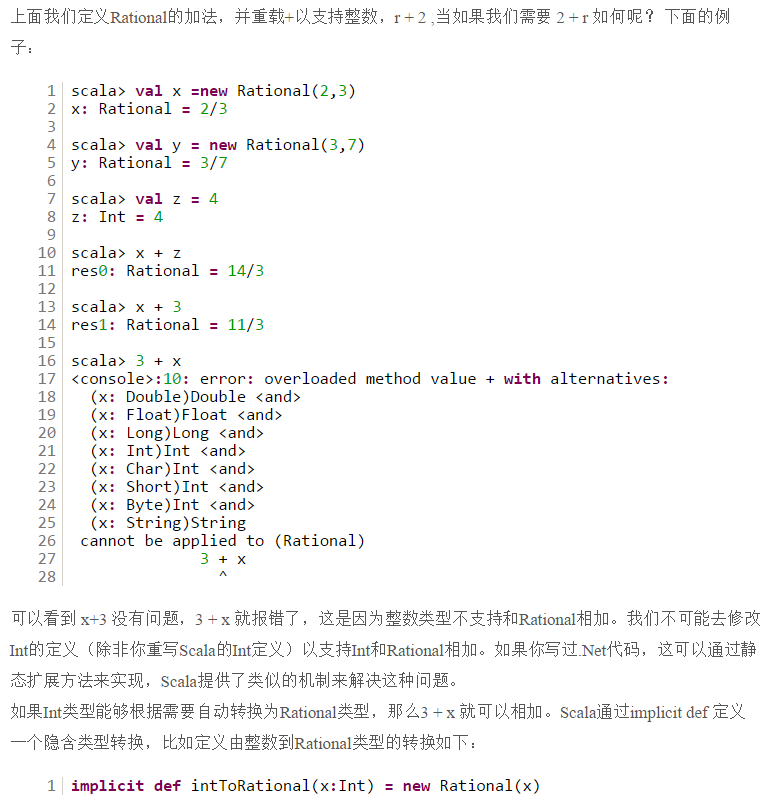 上面我们定义Rational的加法，并重载+以支持整数，r + 2 ,当如果我们需要 2 + r 如何呢？ 下面的例
子：
1 scala> val x =new Rational(2,3)
2 x: Rational = 2/3
3
4 scala> val y = new Rational(3,7)
5 y: Rational = 3/7
6
7 scala> val z = 4
8 z: Int = 4
9
10 scala> x + z
11 res0: Rational = 14/3
12
13 scala> x + 3
14 res1: Rational = 11/3
15
16 scala> 3 + x
17 <console>:10: error: overloaded method value + with alternatives:
18   (x: Double)Double <and>
19   (x: Float)Float <and>
20   (x: Long)Long <and>
21   (x: Int)Int <and>
22   (x: Char)Int <and>
23   (x: Short)Int <and>
24   (x: Byte)Int <and>
25   (x: String)String
26  cannot be applied to (Rational)
27               3 + x
28                 ^
可以看到 x+3 没有问题，3 + x 就报错了，这是因为整数类型不支持和Rational相加。我们不可能去修改
Int的定义（除非你重写Scala的Int定义）以支持Int和Rational相加。如果你写过.Net代码，这可以通过静
态扩展方法来实现，Scala提供了类似的机制来解决这种问题。
如果Int类型能够根据需要自动转换为Rational类型，那么3 + x 就可以相加。Scala通过implicit def 定义
一个隐含类型转换，比如定义由整数到Rational类型的转换如下：
1 implicit def intToRational(x:Int) = new Rational(x)